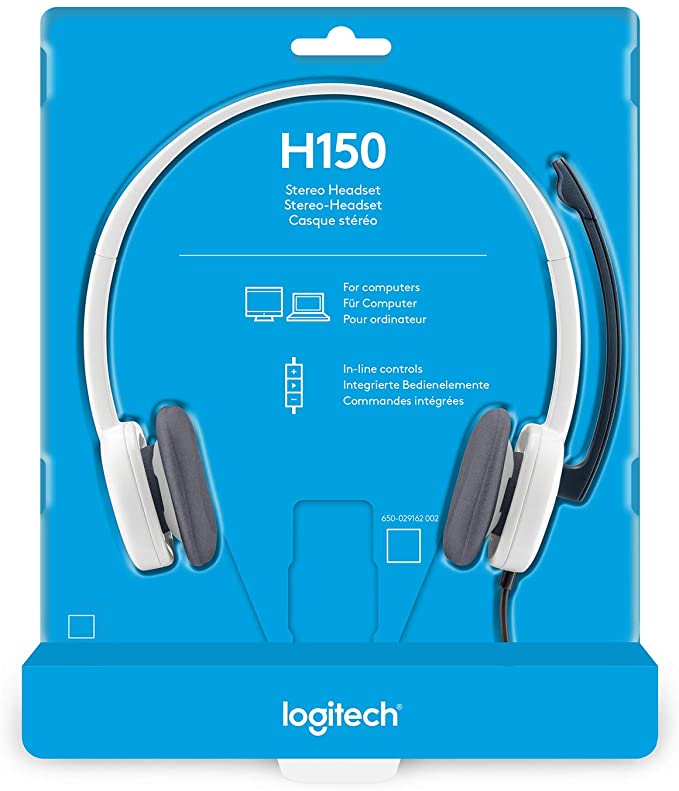 H150
Stereo Headset
Stereo-Headset
Casque stéréo
For computers
Für Computer
Pour ordinateur
In-line controls
Integrierte Bedienelemente
Commandes intégrées
650-029162 002
logitech®